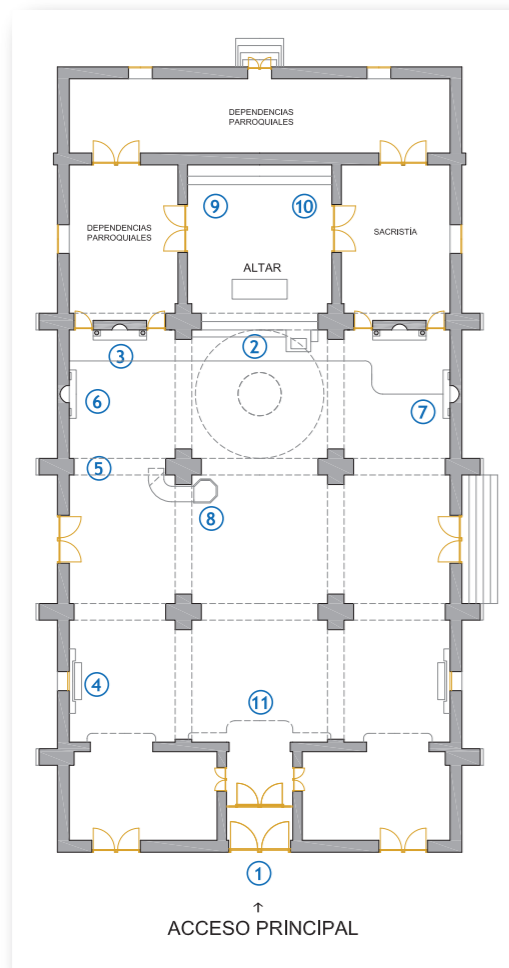 DEPENDENCIAS
PARROQUIALES
9
10
DEPENDENCIAS
PARROQUIALES
SACRISTÍA
ALTAR
3
2
6
7
5
8
4
11
1
↑
ACCESO PRINCIPAL